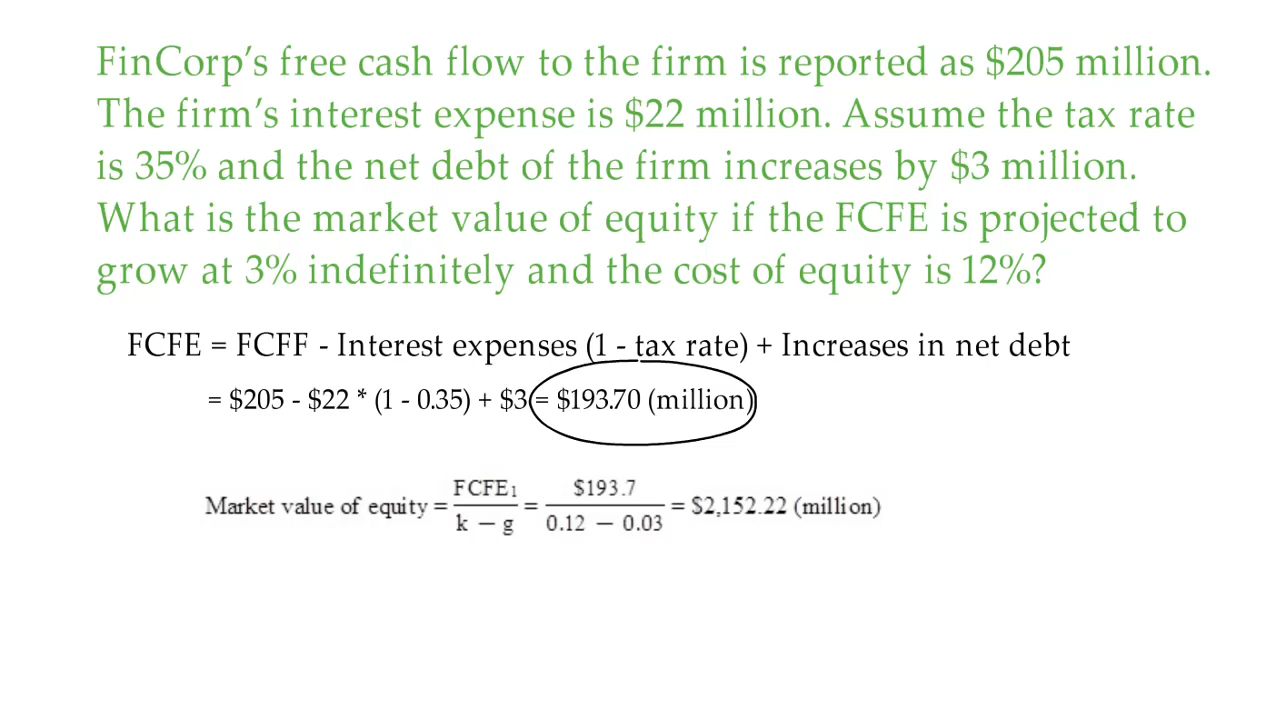 FinCorp's free cash flow to the firm is reported as $205 million.
The firm's interest expense is $22 million. Assume the tax rate
is 35% and the net debt of the firm increases by $3 million.
What is the market value of equity if the FCFE is projected to
grow at 3% indefinitely and the cost of equity is 12%?
FCFE = FCFF - Interest expenses (1 - tax rate) + Increases in net debt
= $205 - $22 * (1 - 0.35) + $3 = $193.70 (million)
Market value of equity = FCFE₁ / k − g = $193.7 / 0.12 − 0.03 = $2,152.22 (million)